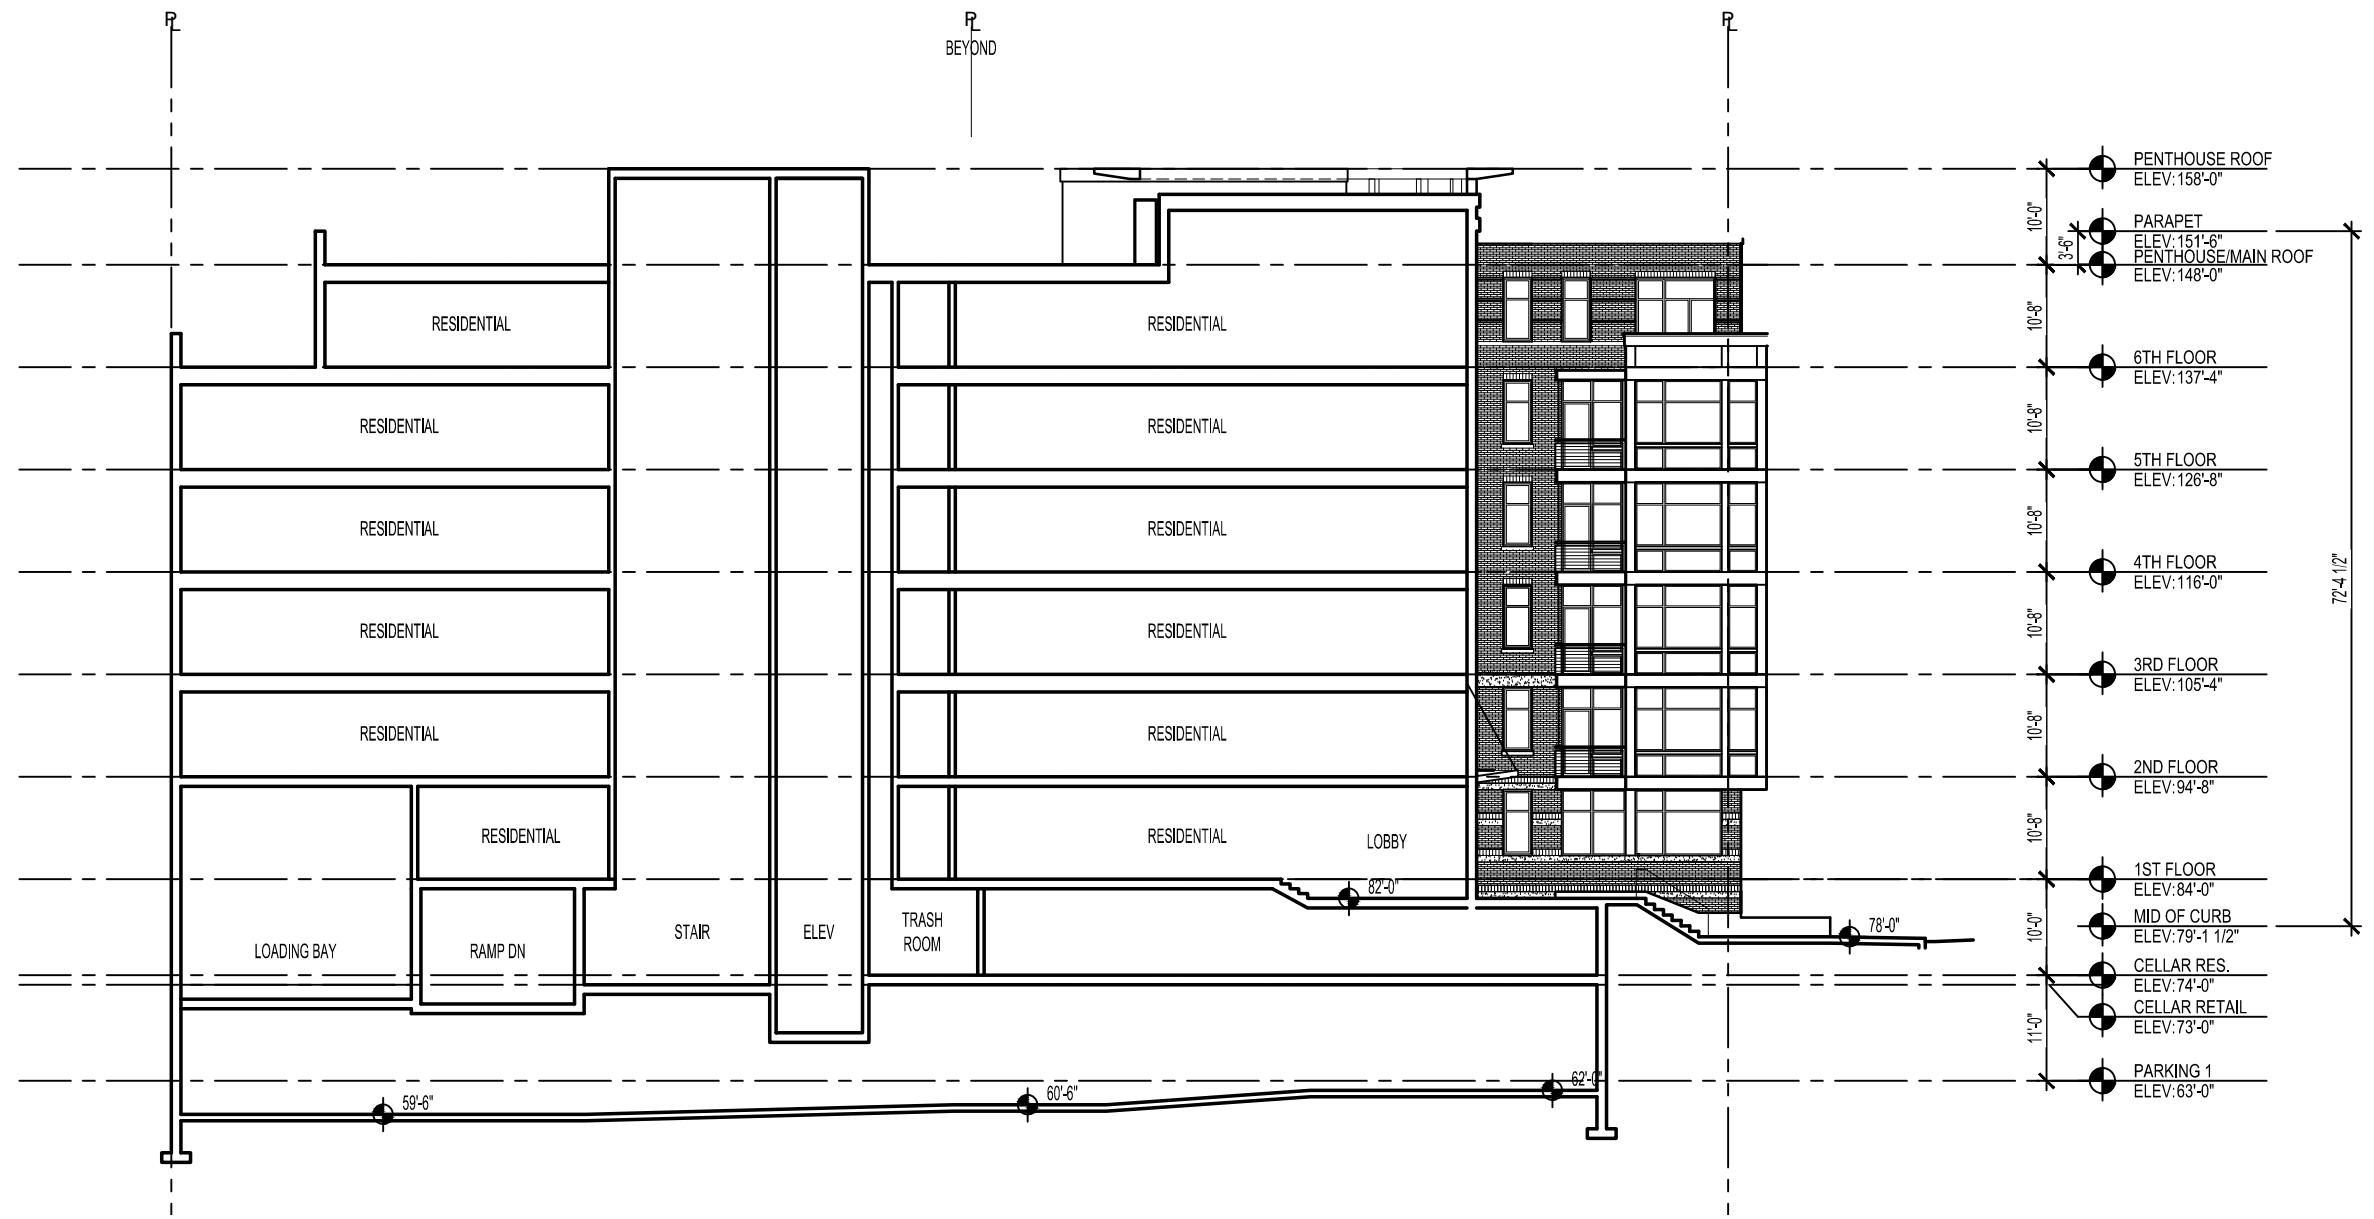 PL
PL
PL
BEYOND
PENTHOUSE ROOF
ELEV: 158'-0"
10'-0"
PARAPET
ELEV: 151'-6"
3'-6"
PENTHOUSE/MAIN ROOF
ELEV: 148'-0"
RESIDENTIAL
RESIDENTIAL
10'-8"
6TH FLOOR
ELEV: 137'-4"
RESIDENTIAL
RESIDENTIAL
10'-8"
5TH FLOOR
ELEV: 126'-8"
RESIDENTIAL
RESIDENTIAL
10'-8"
4TH FLOOR
ELEV: 116'-0"
72'-4 1/2"
RESIDENTIAL
RESIDENTIAL
10'-8"
3RD FLOOR
ELEV: 105'-4"
RESIDENTIAL
RESIDENTIAL
10'-8"
2ND FLOOR
ELEV: 94'-8"
RESIDENTIAL
RESIDENTIAL
LOBBY
10'-8"
1ST FLOOR
ELEV: 84'-0"
82'-0"
MID OF CURB
ELEV: 79'-1 1/2"
78'-0"
LOADING BAY
RAMP DN
STAIR
ELEV
TRASH
ROOM
10'-0"
CELLAR RES.
ELEV: 74'-0"
CELLAR RETAIL
ELEV: 73'-0"
11'-0"
PARKING 1
ELEV: 63'-0"
59'-6"
60'-6"
62'-0"